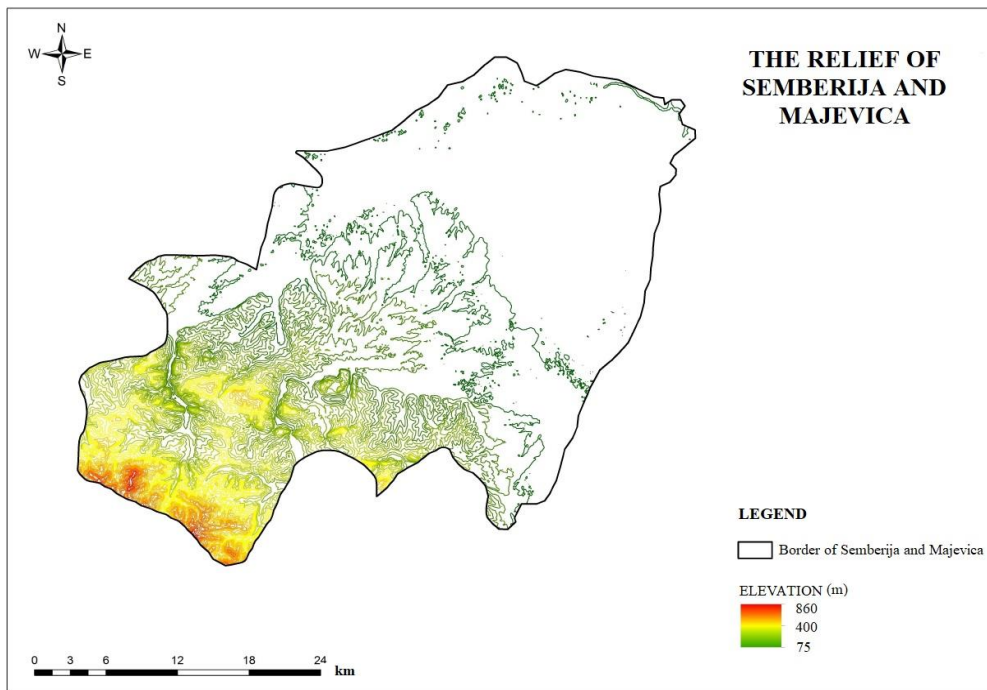 N
W E
S
THE RELIEF OF
SEMBERIJA AND
MAJEVICA
LEGEND
Border of Semberija and Majevica
ELEVATION (m)
860
400
75
0 3 6 12 18 24
km